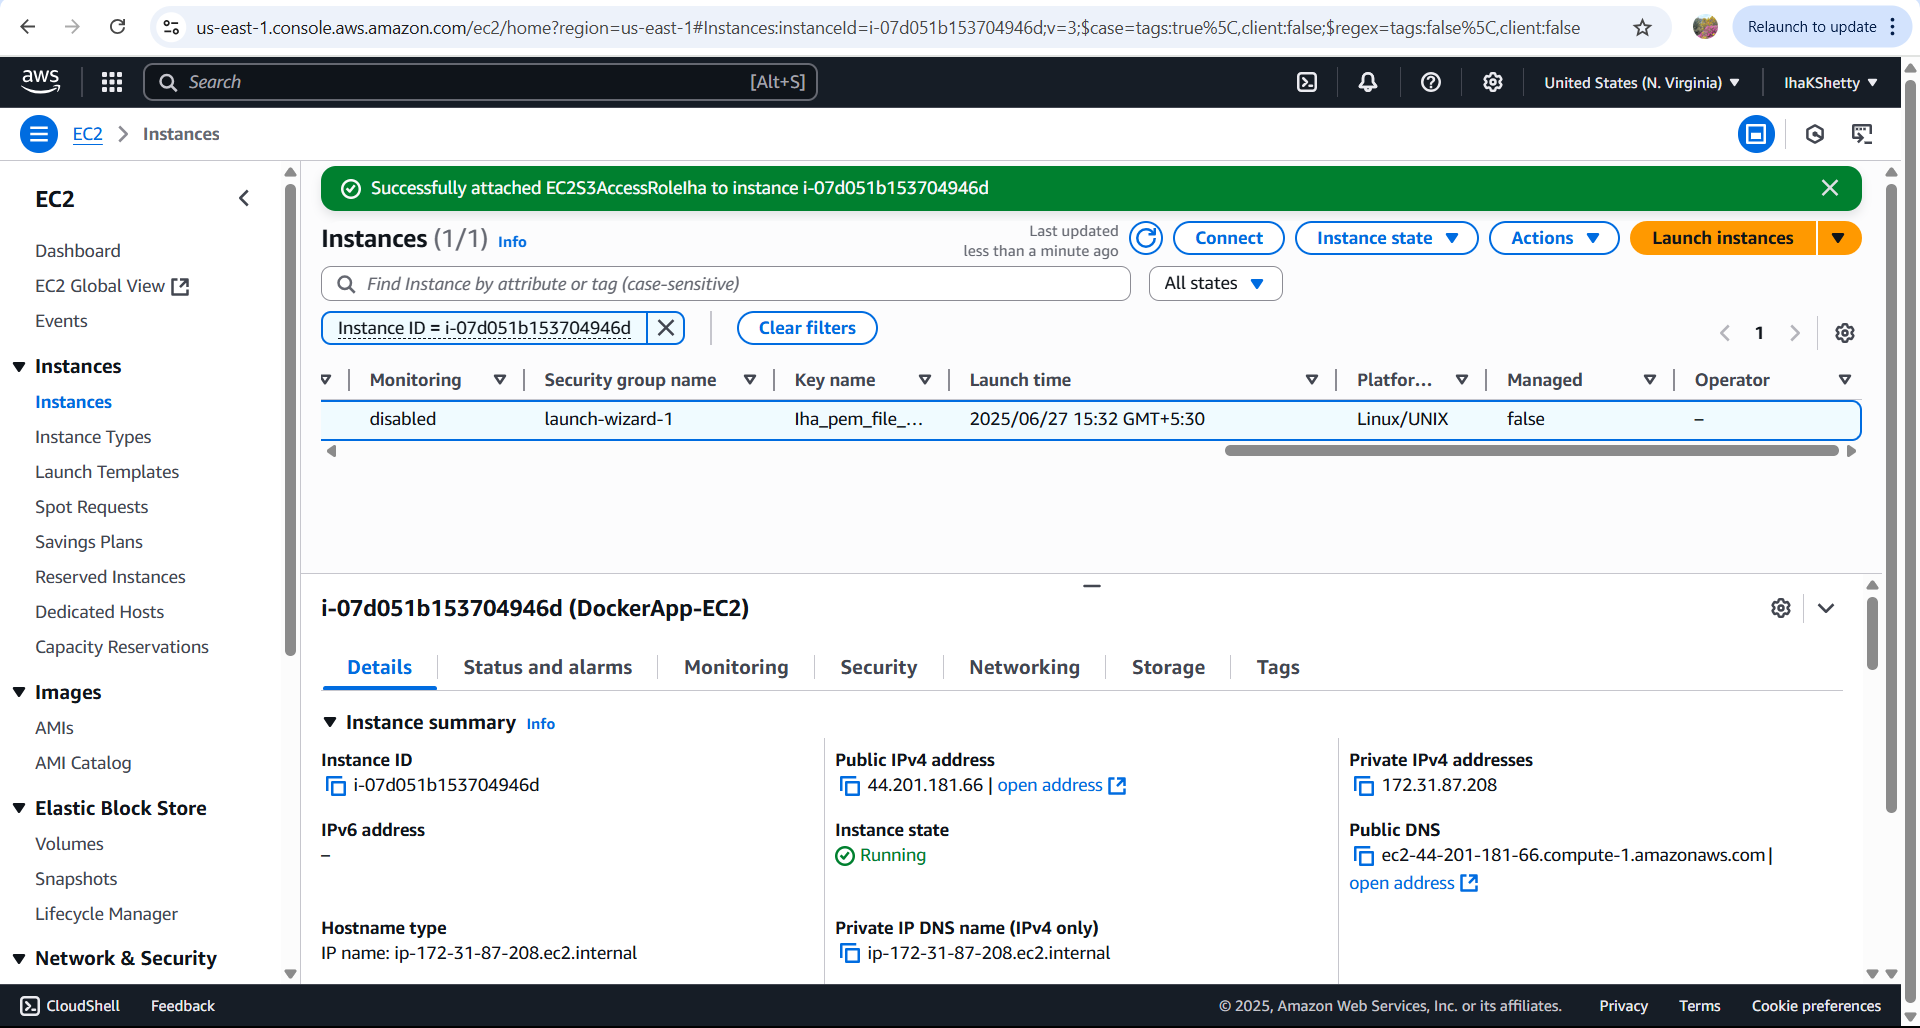 us-east-1.console.aws.amazon.com/ec2/home?region=us-east-1#Instances:instanceId=i-07d051b153704946d;v=3;$case=tags:true%5C,client:false;$regex=tags:false%5C,client:false
Relaunch to update
aws
Search
[Alt+S]
United States (N. Virginia)
IhaKShetty
EC2
Instances
EC2
Dashboard
EC2 Global View
Events
Instances
Instances
Instance Types
Launch Templates
Spot Requests
Savings Plans
Reserved Instances
Dedicated Hosts
Capacity Reservations
Images
AMIs
AMI Catalog
Elastic Block Store
Volumes
Snapshots
Lifecycle Manager
Network & Security
Successfully attached EC2S3AccessRoleIha to instance i-07d051b153704946d
Instances (1/1) Info
Last updated
less than a minute ago
Connect
Instance state
Actions
Launch instances
Find Instance by attribute or tag (case-sensitive)
All states
Instance ID = i-07d051b153704946d
Clear filters
1
Monitoring Security group name Key name Launch time Platfor... Managed Operator
disabled launch-wizard-1 Iha_pem_file_... 2025/06/27 15:32 GMT+5:30 Linux/UNIX false –
i-07d051b153704946d (DockerApp-EC2)
Details Status and alarms Monitoring Security Networking Storage Tags
Instance summary Info
Instance ID
i-07d051b153704946d
Public IPv4 address
44.201.181.66 | open address
Private IPv4 addresses
172.31.87.208
IPv6 address
–
Instance state
Running
Public DNS
ec2-44-201-181-66.compute-1.amazonaws.com |
open address
Hostname type
IP name: ip-172-31-87-208.ec2.internal
Private IP DNS name (IPv4 only)
ip-172-31-87-208.ec2.internal
CloudShell
Feedback
© 2025, Amazon Web Services, Inc. or its affiliates.
Privacy
Terms
Cookie preferences